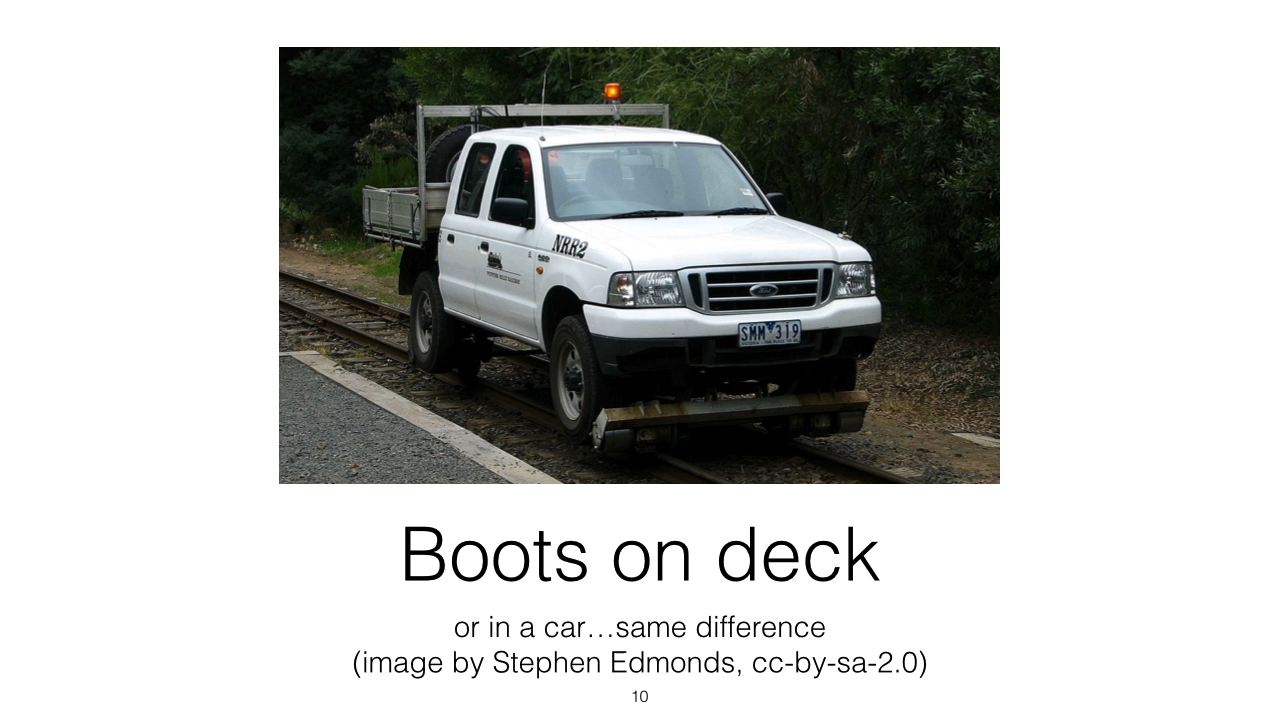 NRR2
Ford
SMM 319
Boots on deck
or in a car…same difference
(image by Stephen Edmonds, cc-by-sa-2.0)
10